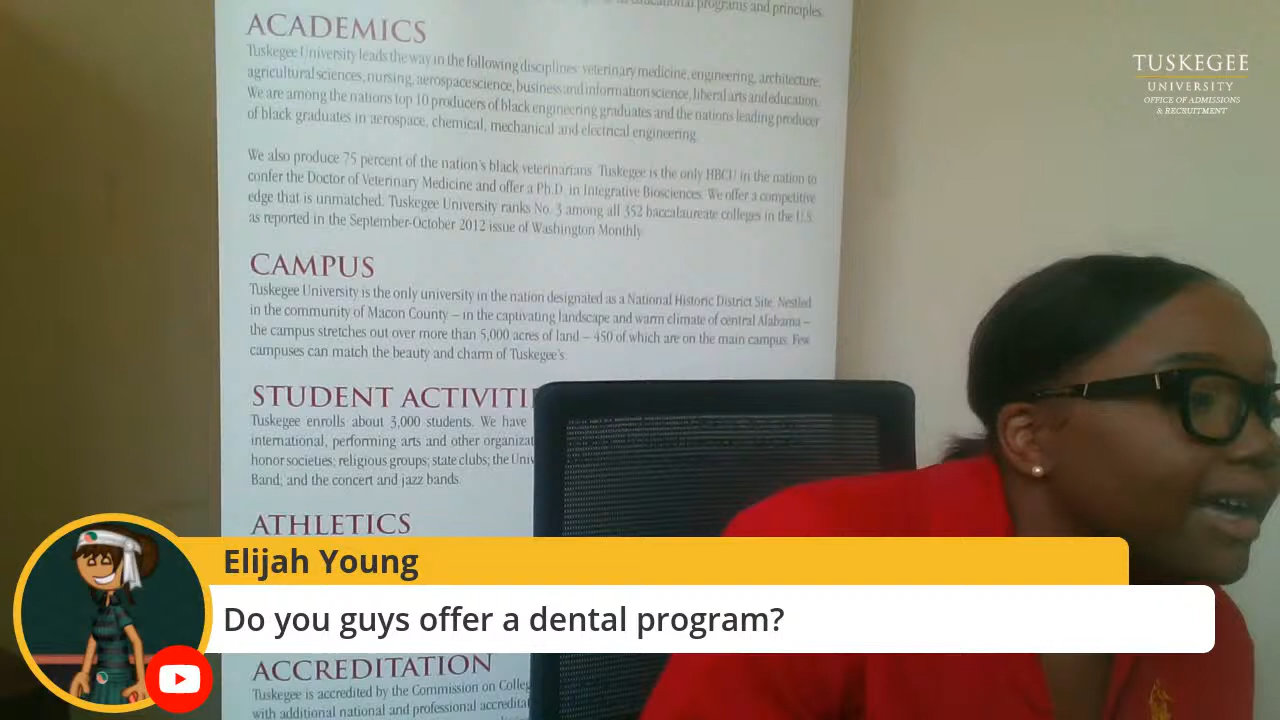 educational programs and principles.
ACADEMICS
Tuskegee University leads the way in the following disciplines: veterinary medicine, engineering, architecture,
agricultural sciences, nursing, aerospace science, business and information science, liberal arts and education.
We are among the nations top 10 producers of black engineering graduates and the nations leading producer
of black graduates in aerospace, chemical, mechanical and electrical engineering.
We also produce 75 percent of the nation's black veterinarians. Tuskegee is the only HBCU in the nation to
confer the Doctor of Veterinary Medicine and offer a Ph.D. in Integrative Biosciences. We offer a competitive
edge that is unmatched. Tuskegee University ranks No. 3 among all 352 baccalaureate colleges in the U.S.
as reported in the September-October 2012 issue of Washington Monthly.
CAMPUS
Tuskegee University is the only university in the nation designated as a National Historic District Site. Nestled
in the community of Macon County – in the captivating landscape and warm climate of central Alabama –
the campus stretches out over more than 5,000 acres of land – 450 of which are on the main campus. Few
campuses can match the beauty and charm of Tuskegee's.
STUDENT ACTIVITI
Tuskegee enrolls about 3,000 students. We have
international, performing arts and other organizat
honor societies; religious groups; state clubs; the Univ
Band; and the concert and jazz bands.
ATHLETICS
ACCREDITATION
Tuskegee is accredited by the Commission on Colleg
with additional national and professional accredita
TUSKEGEE
UNIVERSITY
OFFICE OF ADMISSIONS
& RECRUITMENT
Elijah Young
Do you guys offer a dental program?